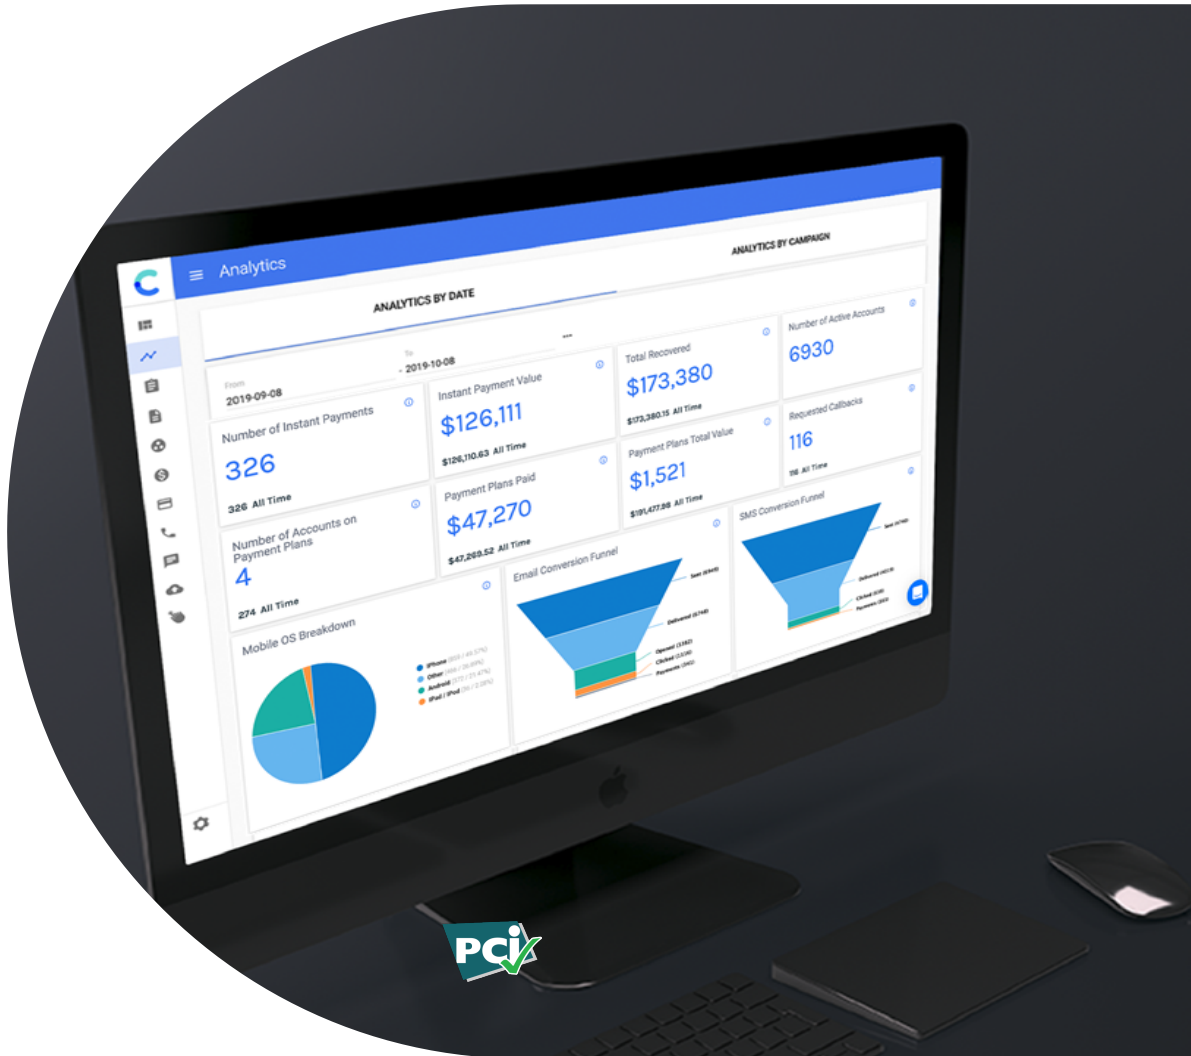 Analytics
ANALYTICS BY DATE
ANALYTICS BY CAMPAIGN
From
2019-09-08
To
- 2019-10-08
Number of Instant Payments
326
326 All Time
Instant Payment Value
$126,111
$126,110.63 All Time
Total Recovered
$173,380
$173,380.15 All Time
Number of Active Accounts
6930
Number of Accounts on
Payment Plans
4
274 All Time
Payment Plans Paid
$47,270
$47,269.52 All Time
Payment Plans Total Value
$1,521
$191,477.98 All Time
Requested Callbacks
116
116 All Time
Mobile OS Breakdown
iPhone
Other
Android
iPad / iPod
Email Conversion Funnel
Sent
Delivered
Opened
Clicked
Payments
SMS Conversion Funnel
Sent
Delivered
Clicked
Payments
PCI